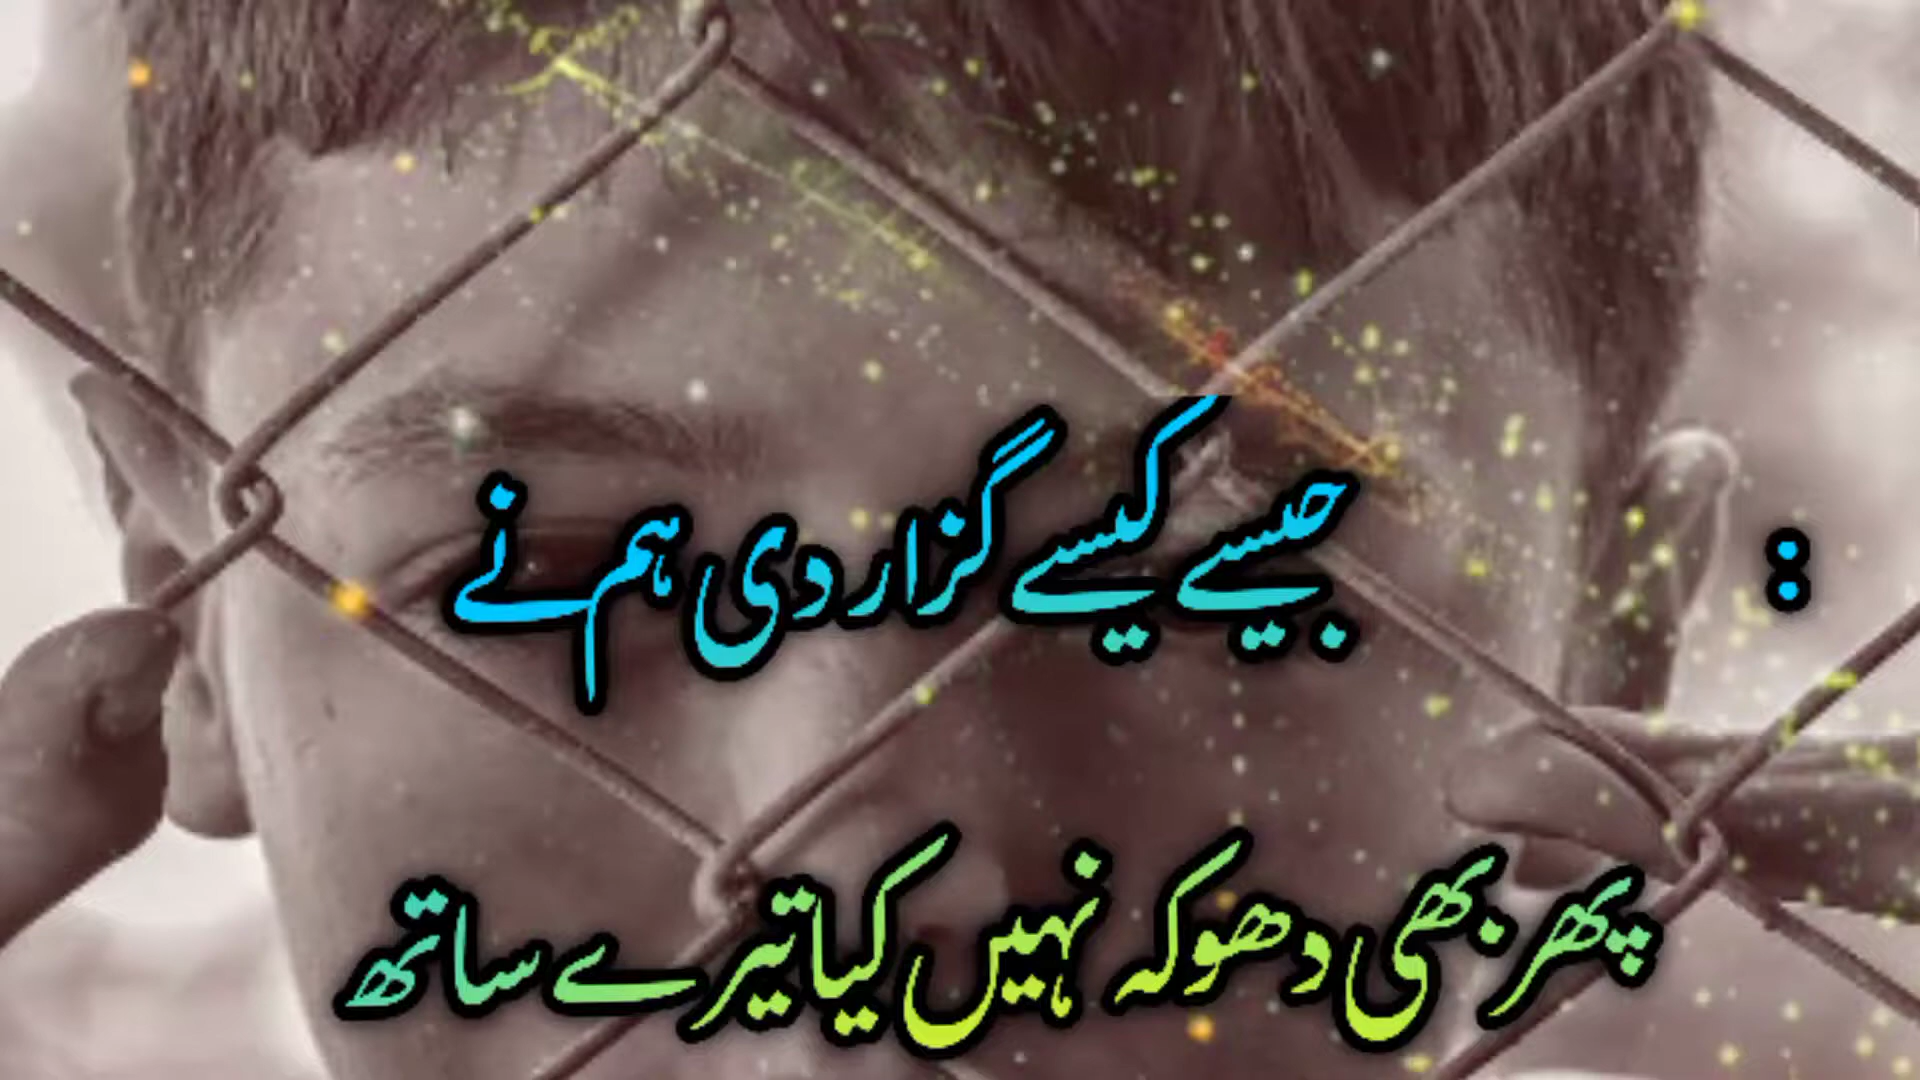 : جیسے کیسے گزار دی ہم نے
پھر بھی دھوکہ نہیں کیا تیرے ساتھ